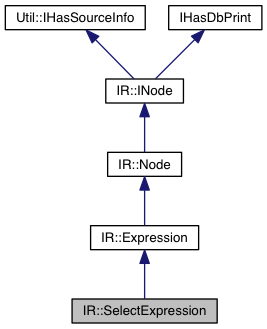 Util::IHasSourceInfo
IHasDbPrint
IR::INode
IR::Node
IR::Expression
IR::SelectExpression